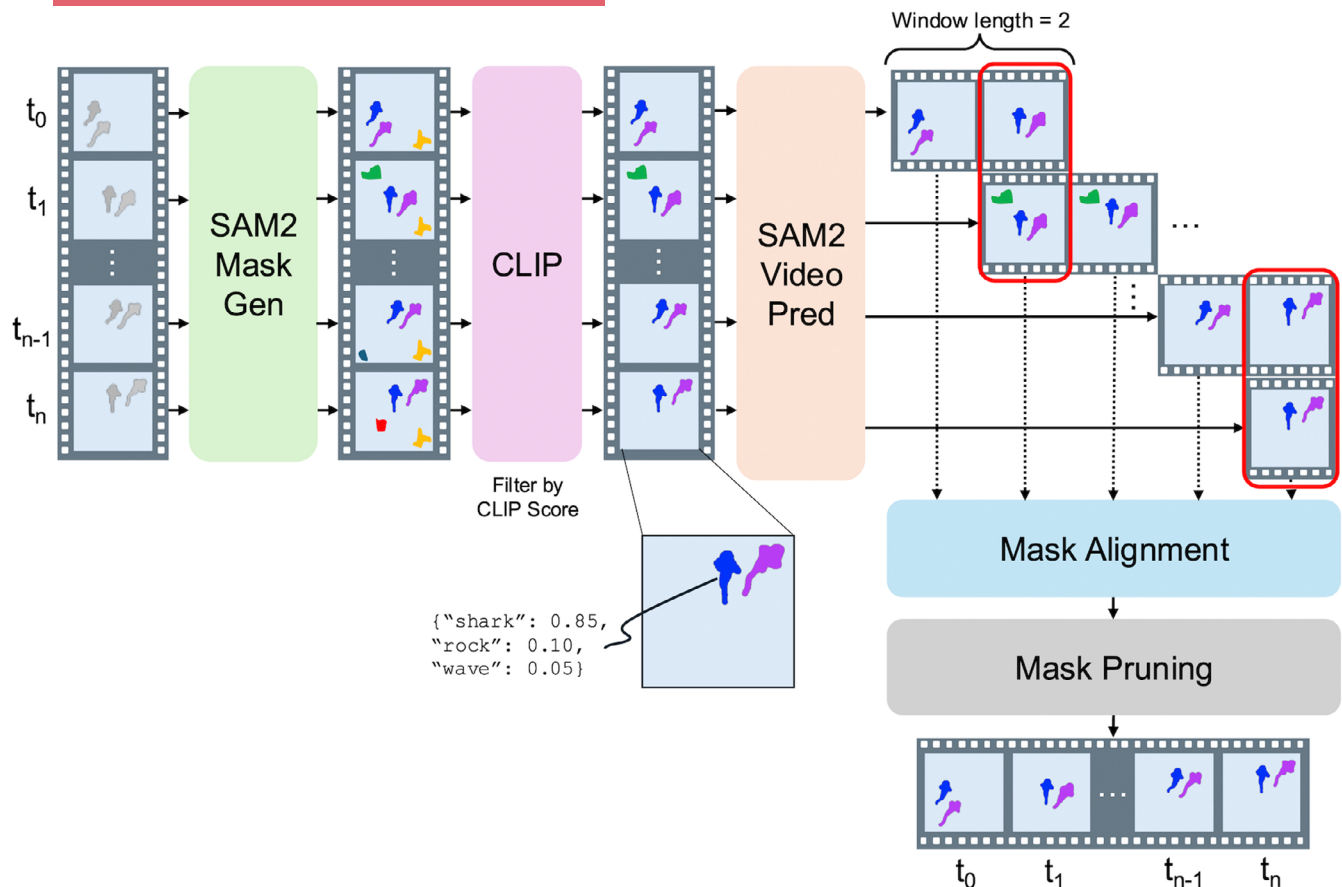 Window length = 2
t0
t1
tn-1
tn
SAM2
Mask
Gen
CLIP
SAM2
Video
Pred
...
Filter by
CLIP Score
{“shark”: 0.85,
“rock”: 0.10,
“wave”: 0.05}
Mask Alignment
Mask Pruning
...
t0
t1
tn-1
tn